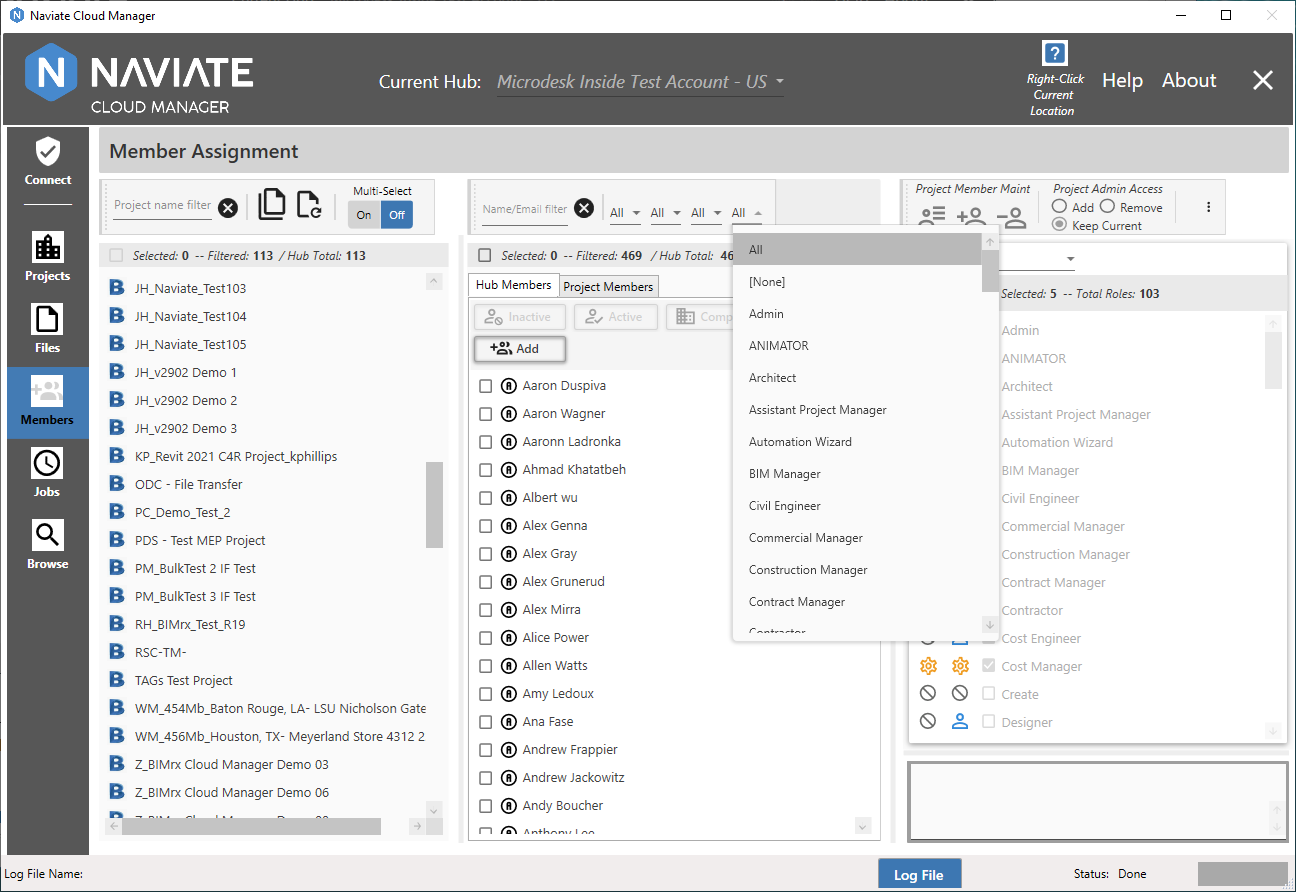 Naviate Cloud Manager
NAVIATE
CLOUD MANAGER
Current Hub: Microdesk Inside Test Account - US
Right-Click
Current
Location
Help About
Connect
Projects
Files
Members
Jobs
Browse
Member Assignment
Project name filter
Multi-Select
On Off
Selected: 0 -- Filtered: 113 / Hub Total: 113
JH_Naviate_Test103
JH_Naviate_Test104
JH_Naviate_Test105
JH_v2902 Demo 1
JH_v2902 Demo 2
JH_v2902 Demo 3
KP_Revit 2021 C4R Project_kphillips
ODC - File Transfer
PC_Demo_Test_2
PDS - Test MEP Project
PM_BulkTest 2 IF Test
PM_BulkTest 3 IF Test
RH_BIMrx_Test_R19
RSC-TM-
TAGs Test Project
WM_454Mb_Baton Rouge, LA- LSU Nicholson Gate
WM_456Mb_Houston, TX- Meyerland Store 4312 2
Z_BIMrx Cloud Manager Demo 03
Z_BIMrx Cloud Manager Demo 06
Name/Email filter
All All All All
Selected: 0 -- Filtered: 469 / Hub Total: 46
Hub Members Project Members
Inactive Active Comp
Add
Aaron Duspiva
Aaron Wagner
Aaronn Ladronka
Ahmad Khatatbeh
Albert wu
Alex Genna
Alex Gray
Alex Grunerud
Alex Mirra
Alice Power
Allen Watts
Amy Ledoux
Ana Fase
Andrew Frappier
Andrew Jackowitz
Andy Boucher
Anthony Lee
All
[None]
Admin
ANIMATOR
Architect
Assistant Project Manager
Automation Wizard
BIM Manager
Civil Engineer
Commercial Manager
Construction Manager
Contract Manager
Contractor
Project Member Maint
Project Admin Access
Add Remove
Keep Current
Selected: 5 -- Total Roles: 103
Admin
ANIMATOR
Architect
Assistant Project Manager
Automation Wizard
BIM Manager
Civil Engineer
Commercial Manager
Construction Manager
Contract Manager
Contractor
Cost Engineer
Cost Manager
Create
Designer
Log File Name:
Log File
Status: Done